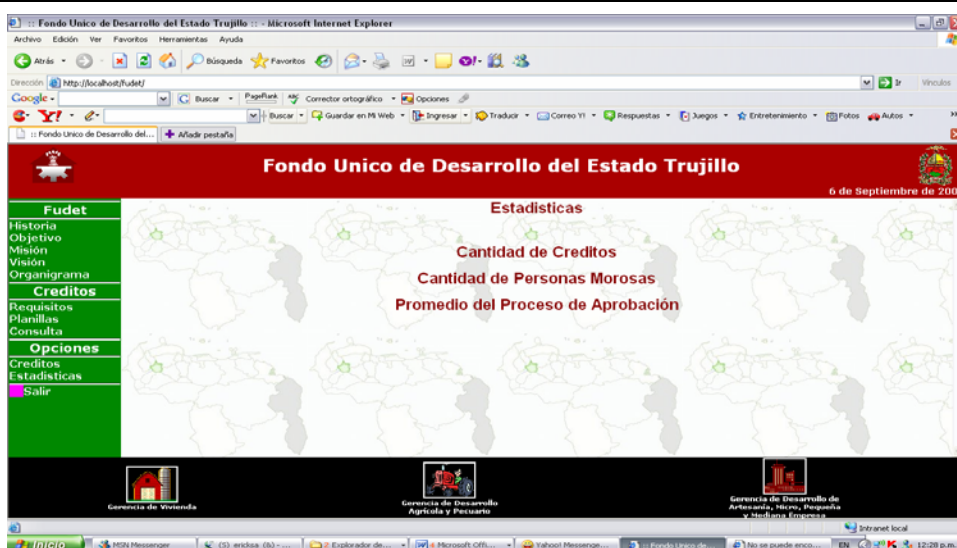 :: Fondo Unico de Desarrollo del Estado Trujillo :: - Microsoft Internet Explorer
Archivo Edición Ver Favoritos Herramientas Ayuda
Atrás Búsqueda Favoritos
Dirección http://localhost/fudet/ Ir Vínculos
Google Buscar PageRank Corrector ortográfico Opciones
Y! Buscar Guardar en Mi Web Ingresar Traducir Correo Y! Respuestas Juegos Entretenimiento Fotos Autos
:: Fondo Unico de Desarrollo del... Añadir pestaña
Fondo Unico de Desarrollo del Estado Trujillo
6 de Septiembre de 200
Fudet
Historia
Objetivo
Misión
Visión
Organigrama
Creditos
Requisitos
Planillas
Consulta
Opciones
Creditos
Estadisticas
Salir
Estadisticas
Cantidad de Creditos
Cantidad de Personas Morosas
Promedio del Proceso de Aprobación
Gerencia de Vivienda
Gerencia de Desarrollo
Agrícola y Pecuario
Gerencia de Desarrollo de
Artesanía, Micro, Pequeña
y Mediana Empresa
Intranet local
Inicio MSN Messenger (S) ericksa (h) - ... 2 Explorador de... 4 Microsoft Offi... Yahoo! Messenge... :: Fondo Unico de... No se puede enco... EN 12:28 p.m.